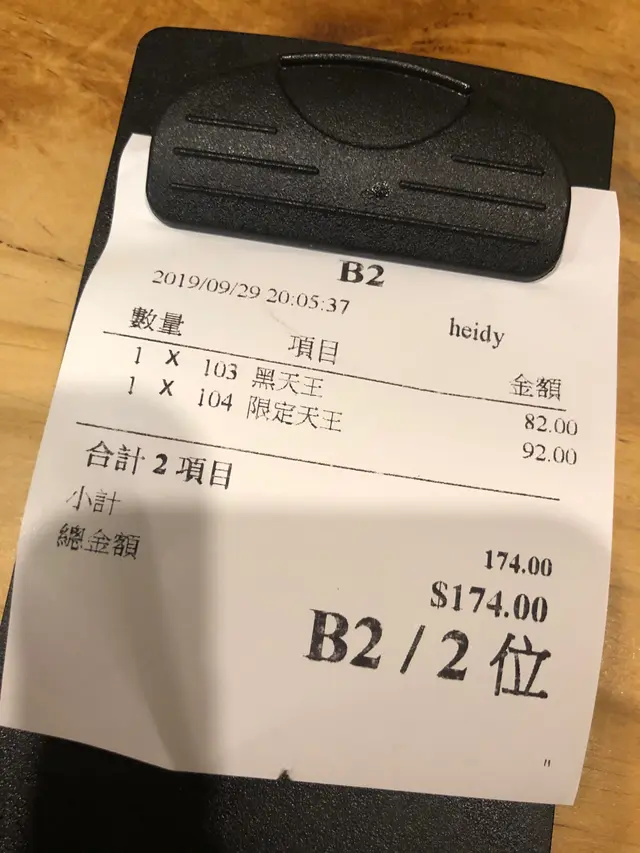 B2
2019/09/29 20:05:37 heidy
數量 項目 金額
1 X 103 黑天王 82.00
1 X 104 限定天王 92.00
合計 2 項目
小計 174.00
總金額 $174.00
B2 / 2 位